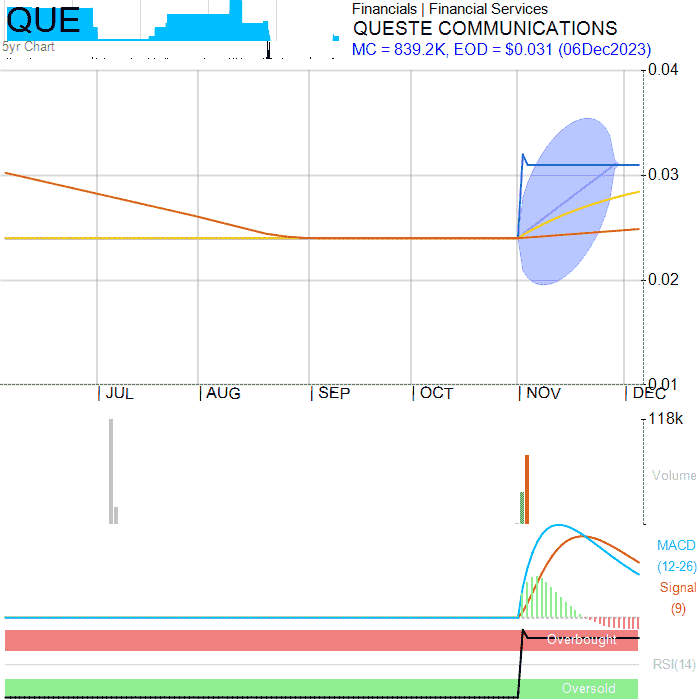 QUE
5yr Chart
Financials | Financial Services
QUESTE COMMUNICATIONS
MC = 839.2K, EOD = $0.031 (06Dec2023)
0.04
0.03
0.02
0.01
| JUL | AUG | SEP | OCT | NOV | DEC
118k
Volume
MACD
(12-26)
Signal
(9)
Overbought
RSI(14)
Oversold